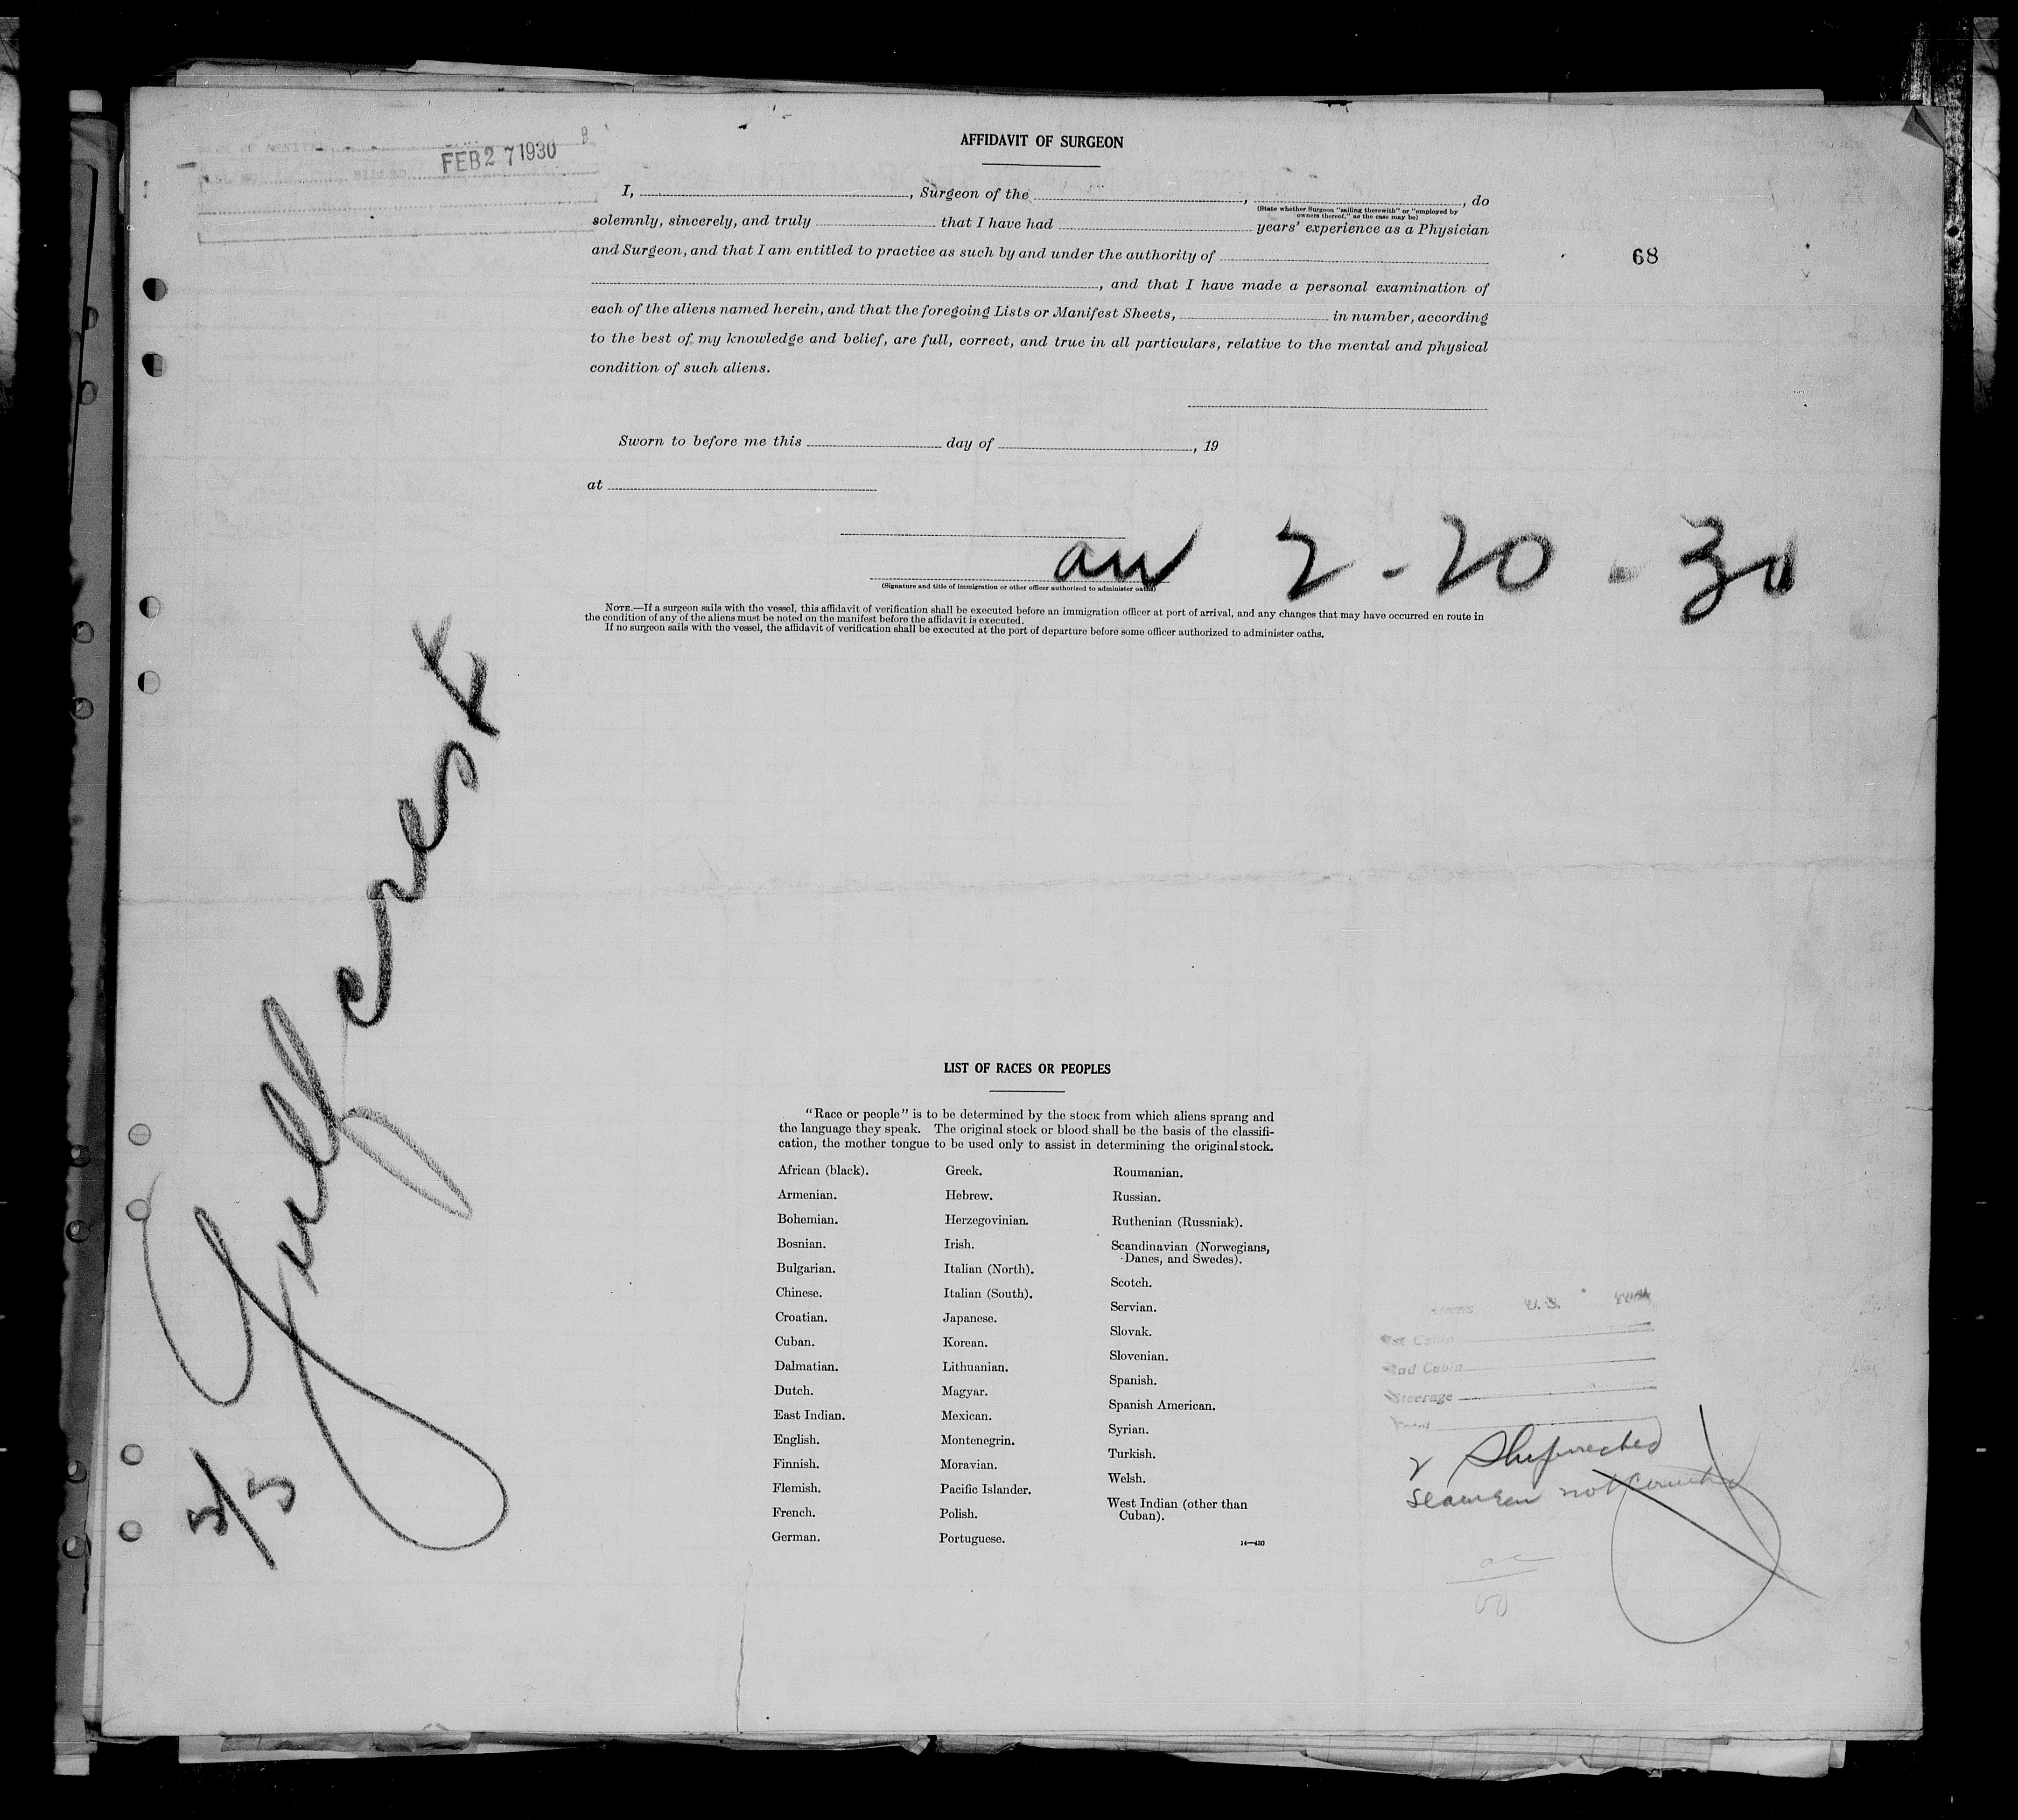 FEB 27 1930
AFFIDAVIT OF SURGEON
I, , Surgeon of the , , do
(State whether Surgeon "sailing therewith" or "employed by
owners thereof," as the case may be)
solemnly, sincerely, and truly that I have had years' experience as a Physician
and Surgeon, and that I am entitled to practice as such by and under the authority of
68
, and that I have made a personal examination of
each of the aliens named herein, and that the foregoing Lists or Manifest Sheets, in number, according
to the best of my knowledge and belief, are full, correct, and true in all particulars, relative to the mental and physical
condition of such aliens.
Sworn to before me this day of , 19
at
2-20-30
(Signature and title of immigration or other officer authorized to administer oaths)
NOTE.—If a surgeon sails with the vessel, this affidavit of verification shall be executed before an immigration officer at port of arrival, and any changes that may have occurred en route in
the condition of any of the aliens must be noted on the manifest before the affidavit is executed.
If no surgeon sails with the vessel, the affidavit of verification shall be executed at the port of departure before some officer authorized to administer oaths.
Gulfcrest
5/5
LIST OF RACES OR PEOPLES
"Race or people" is to be determined by the stock from which aliens sprang and
the language they speak. The original stock or blood shall be the basis of the classifi-
cation, the mother tongue to be used only to assist in determining the original stock.
African (black).
Armenian.
Bohemian.
Bosnian.
Bulgarian.
Chinese.
Croatian.
Cuban.
Dalmatian.
Dutch.
East Indian.
English.
Finnish.
Flemish.
French.
German.
Greek.
Hebrew.
Herzegovinian.
Irish.
Italian (North).
Italian (South).
Japanese.
Korean.
Lithuanian.
Magyar.
Mexican.
Montenegrin.
Moravian.
Pacific Islander.
Polish.
Portuguese.
Roumanian.
Russian.
Ruthenian (Russniak).
Scandinavian (Norwegians,
Danes, and Swedes).
Scotch.
Servian.
Slovak.
Slovenian.
Spanish.
Spanish American.
Syrian.
Turkish.
Welsh.
West Indian (other than
Cuban).
14—430
U.S.
Cabin
2nd Cabin
Steerage
Total
2 Shipwrecked
seamen not counted